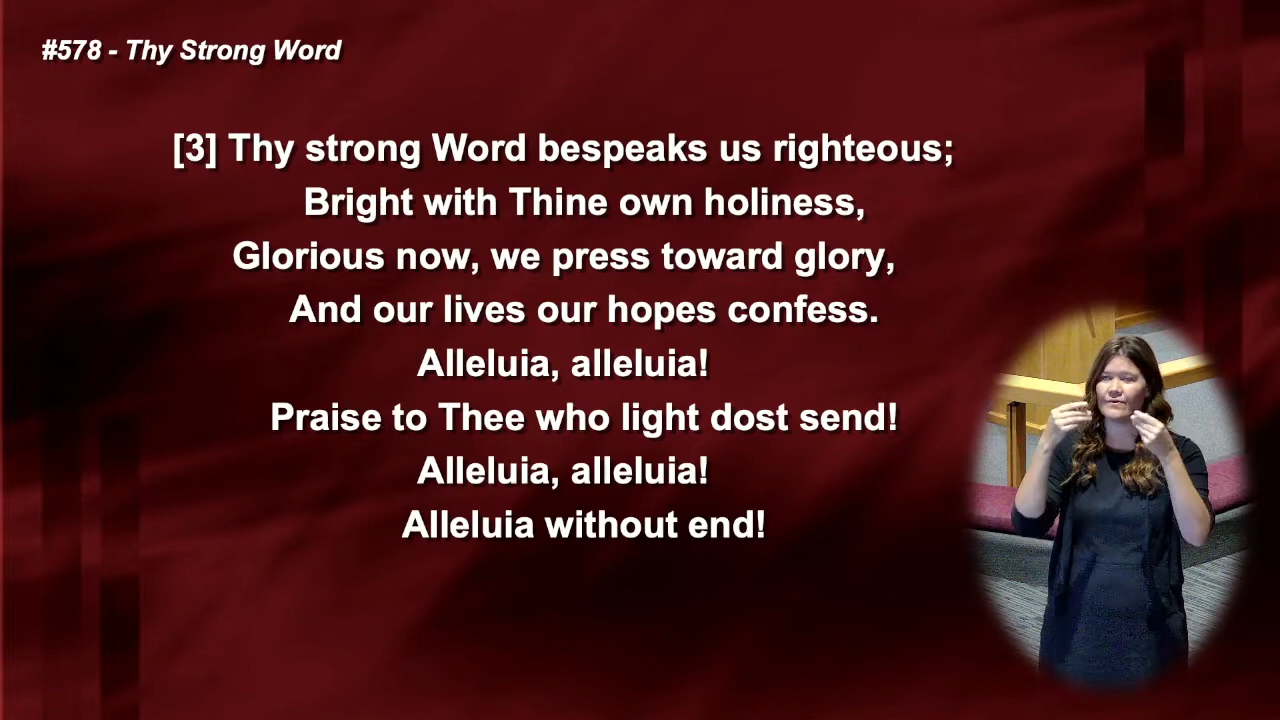 #578 - Thy Strong Word
[3] Thy strong Word bespeaks us righteous;
Bright with Thine own holiness,
Glorious now, we press toward glory,
And our lives our hopes confess.
Alleluia, alleluia!
Praise to Thee who light dost send!
Alleluia, alleluia!
Alleluia without end!